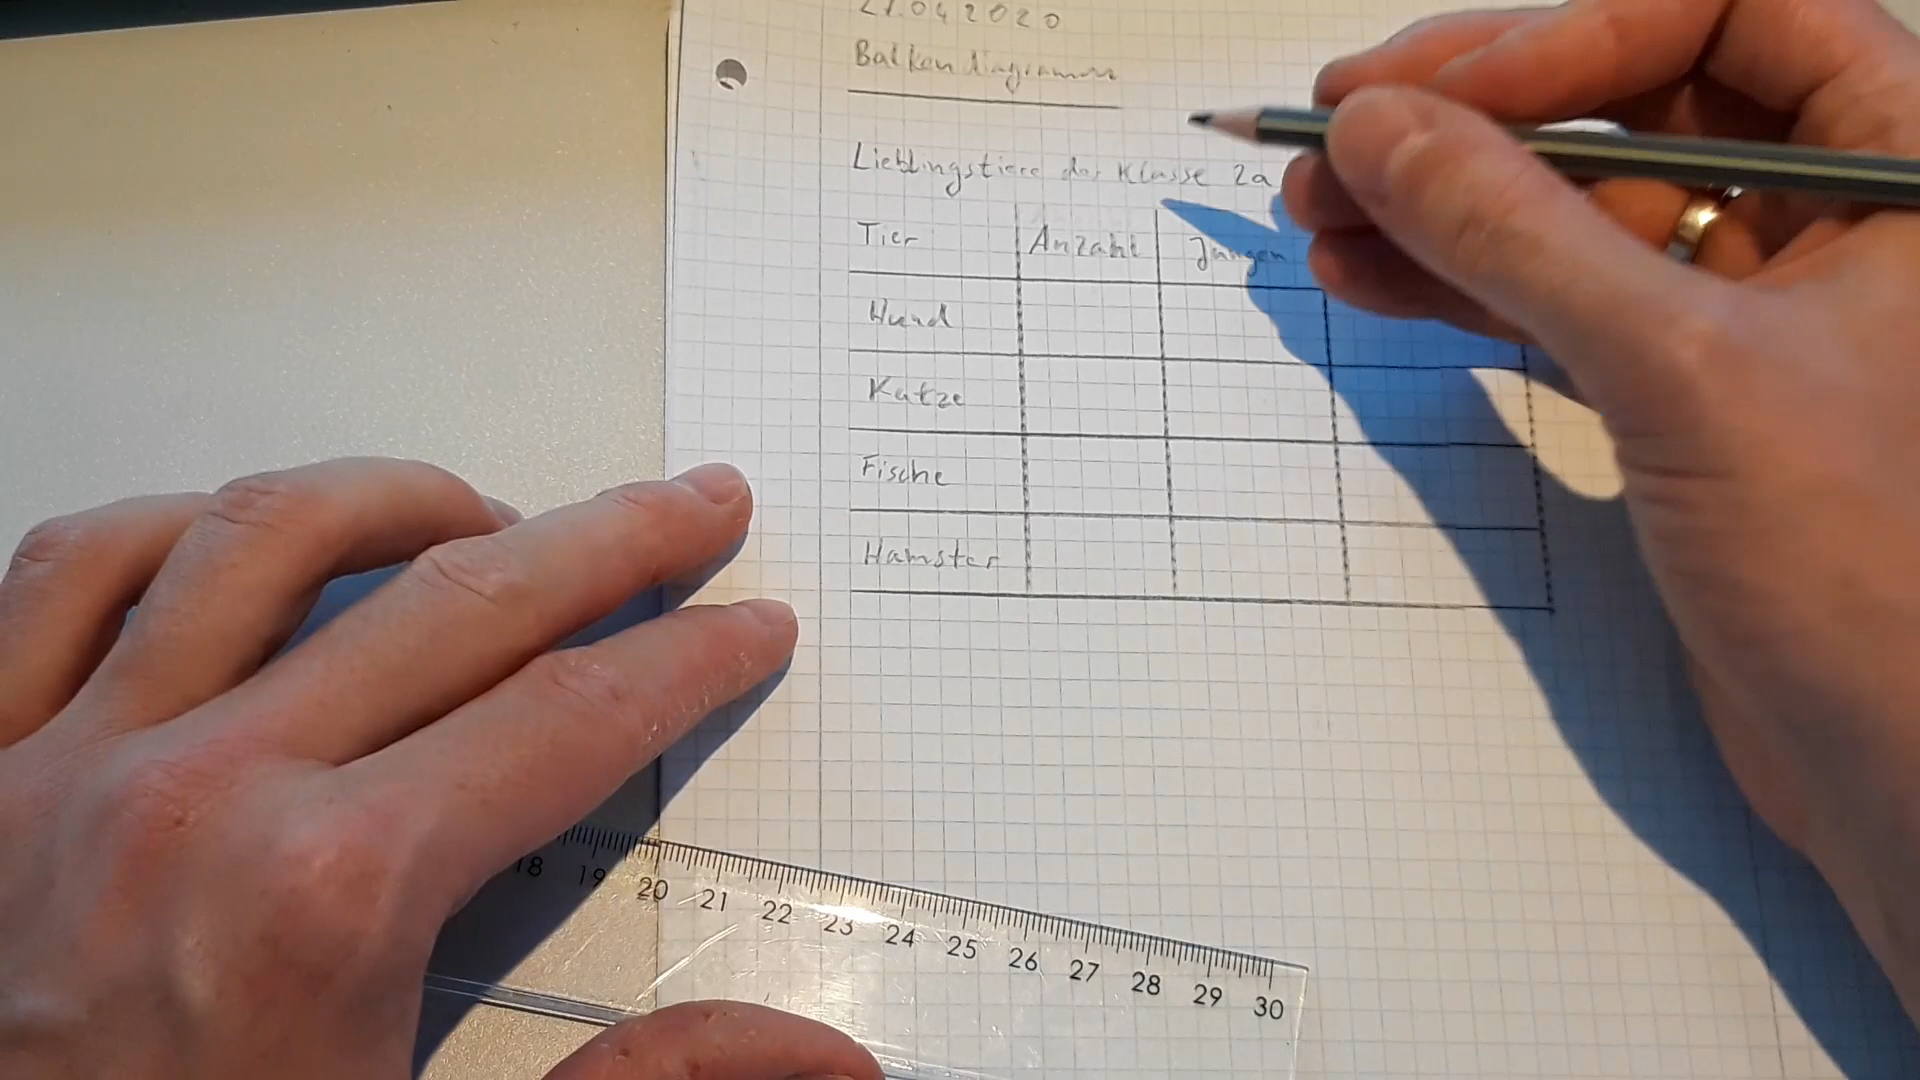 21.04.2020
Balkendiagramm
Lieblingstiere der Klasse 2a
Tier Anzahl Jungen
Hund
Katze
Fische
Hamster
18 19 20 21 22 23 24 25 26 27 28 29 30